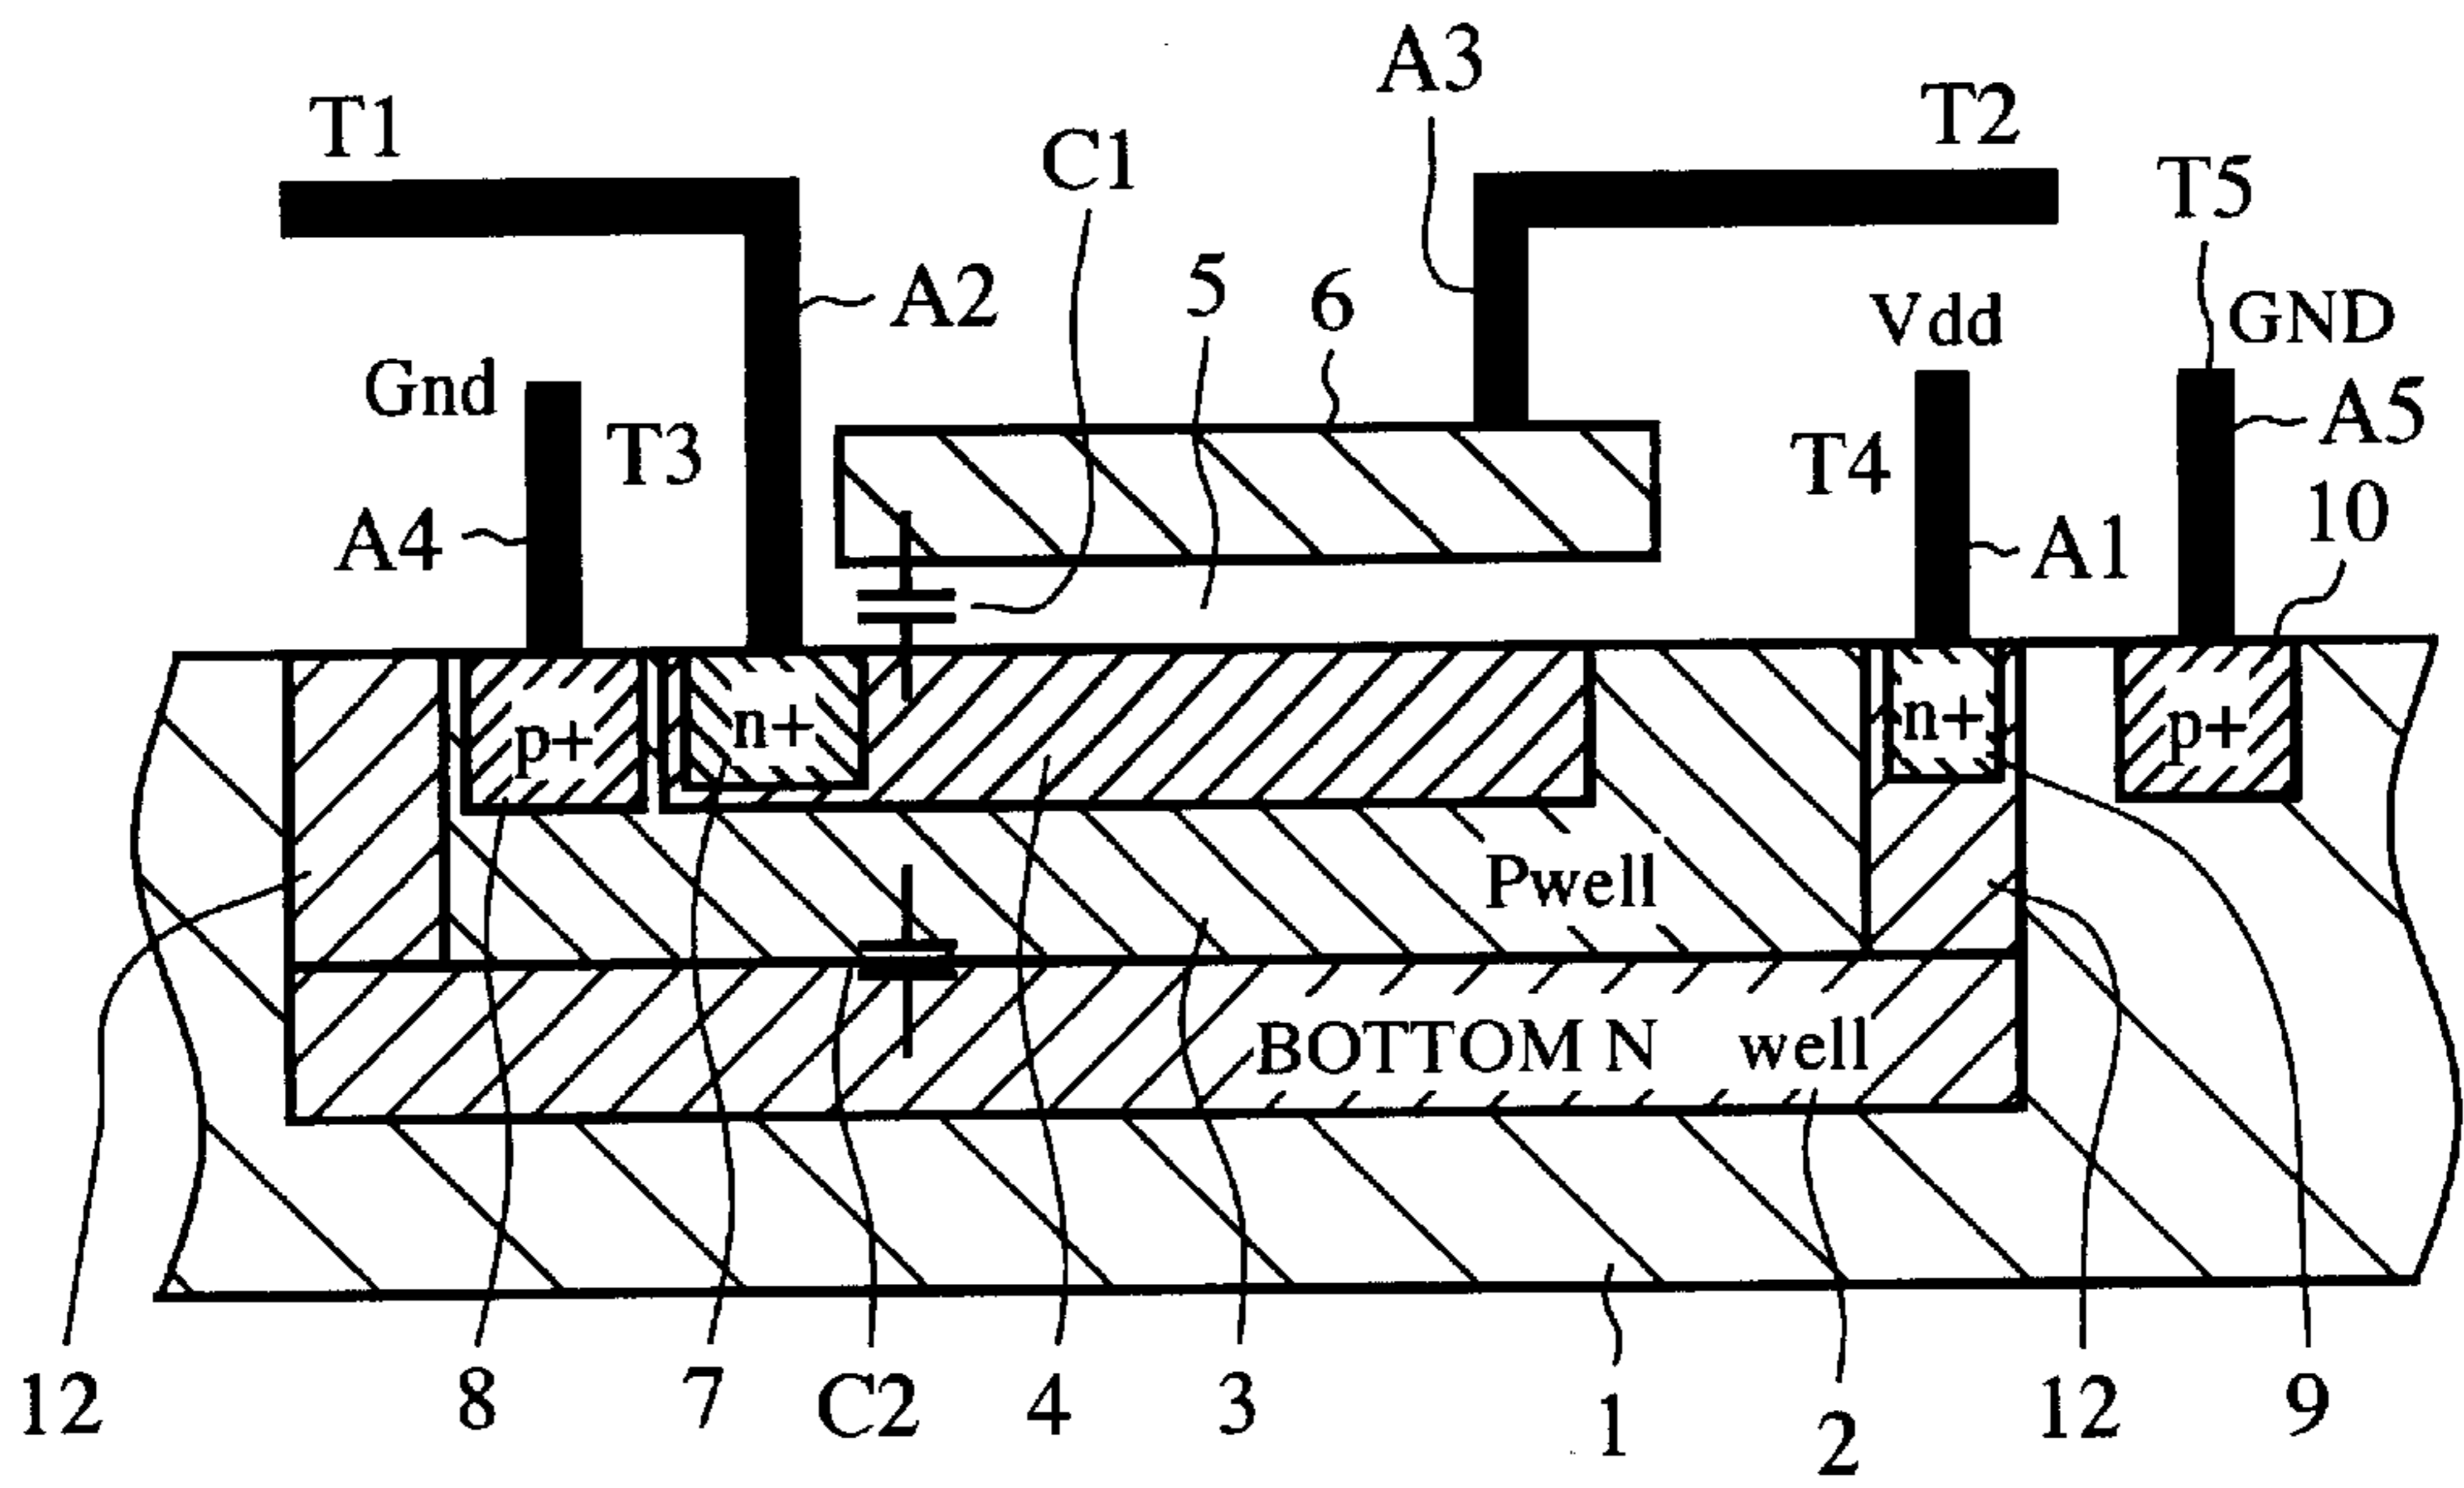 A3
T1
T2
C1
T5
5
6
A2
Vdd
GND
Gnd
A5
T3
T4
10
A4
A1
p+
n+
n+
p+
Pwell
BOTTOM N well
12
8
7
C2
4
3
1
2
12
9